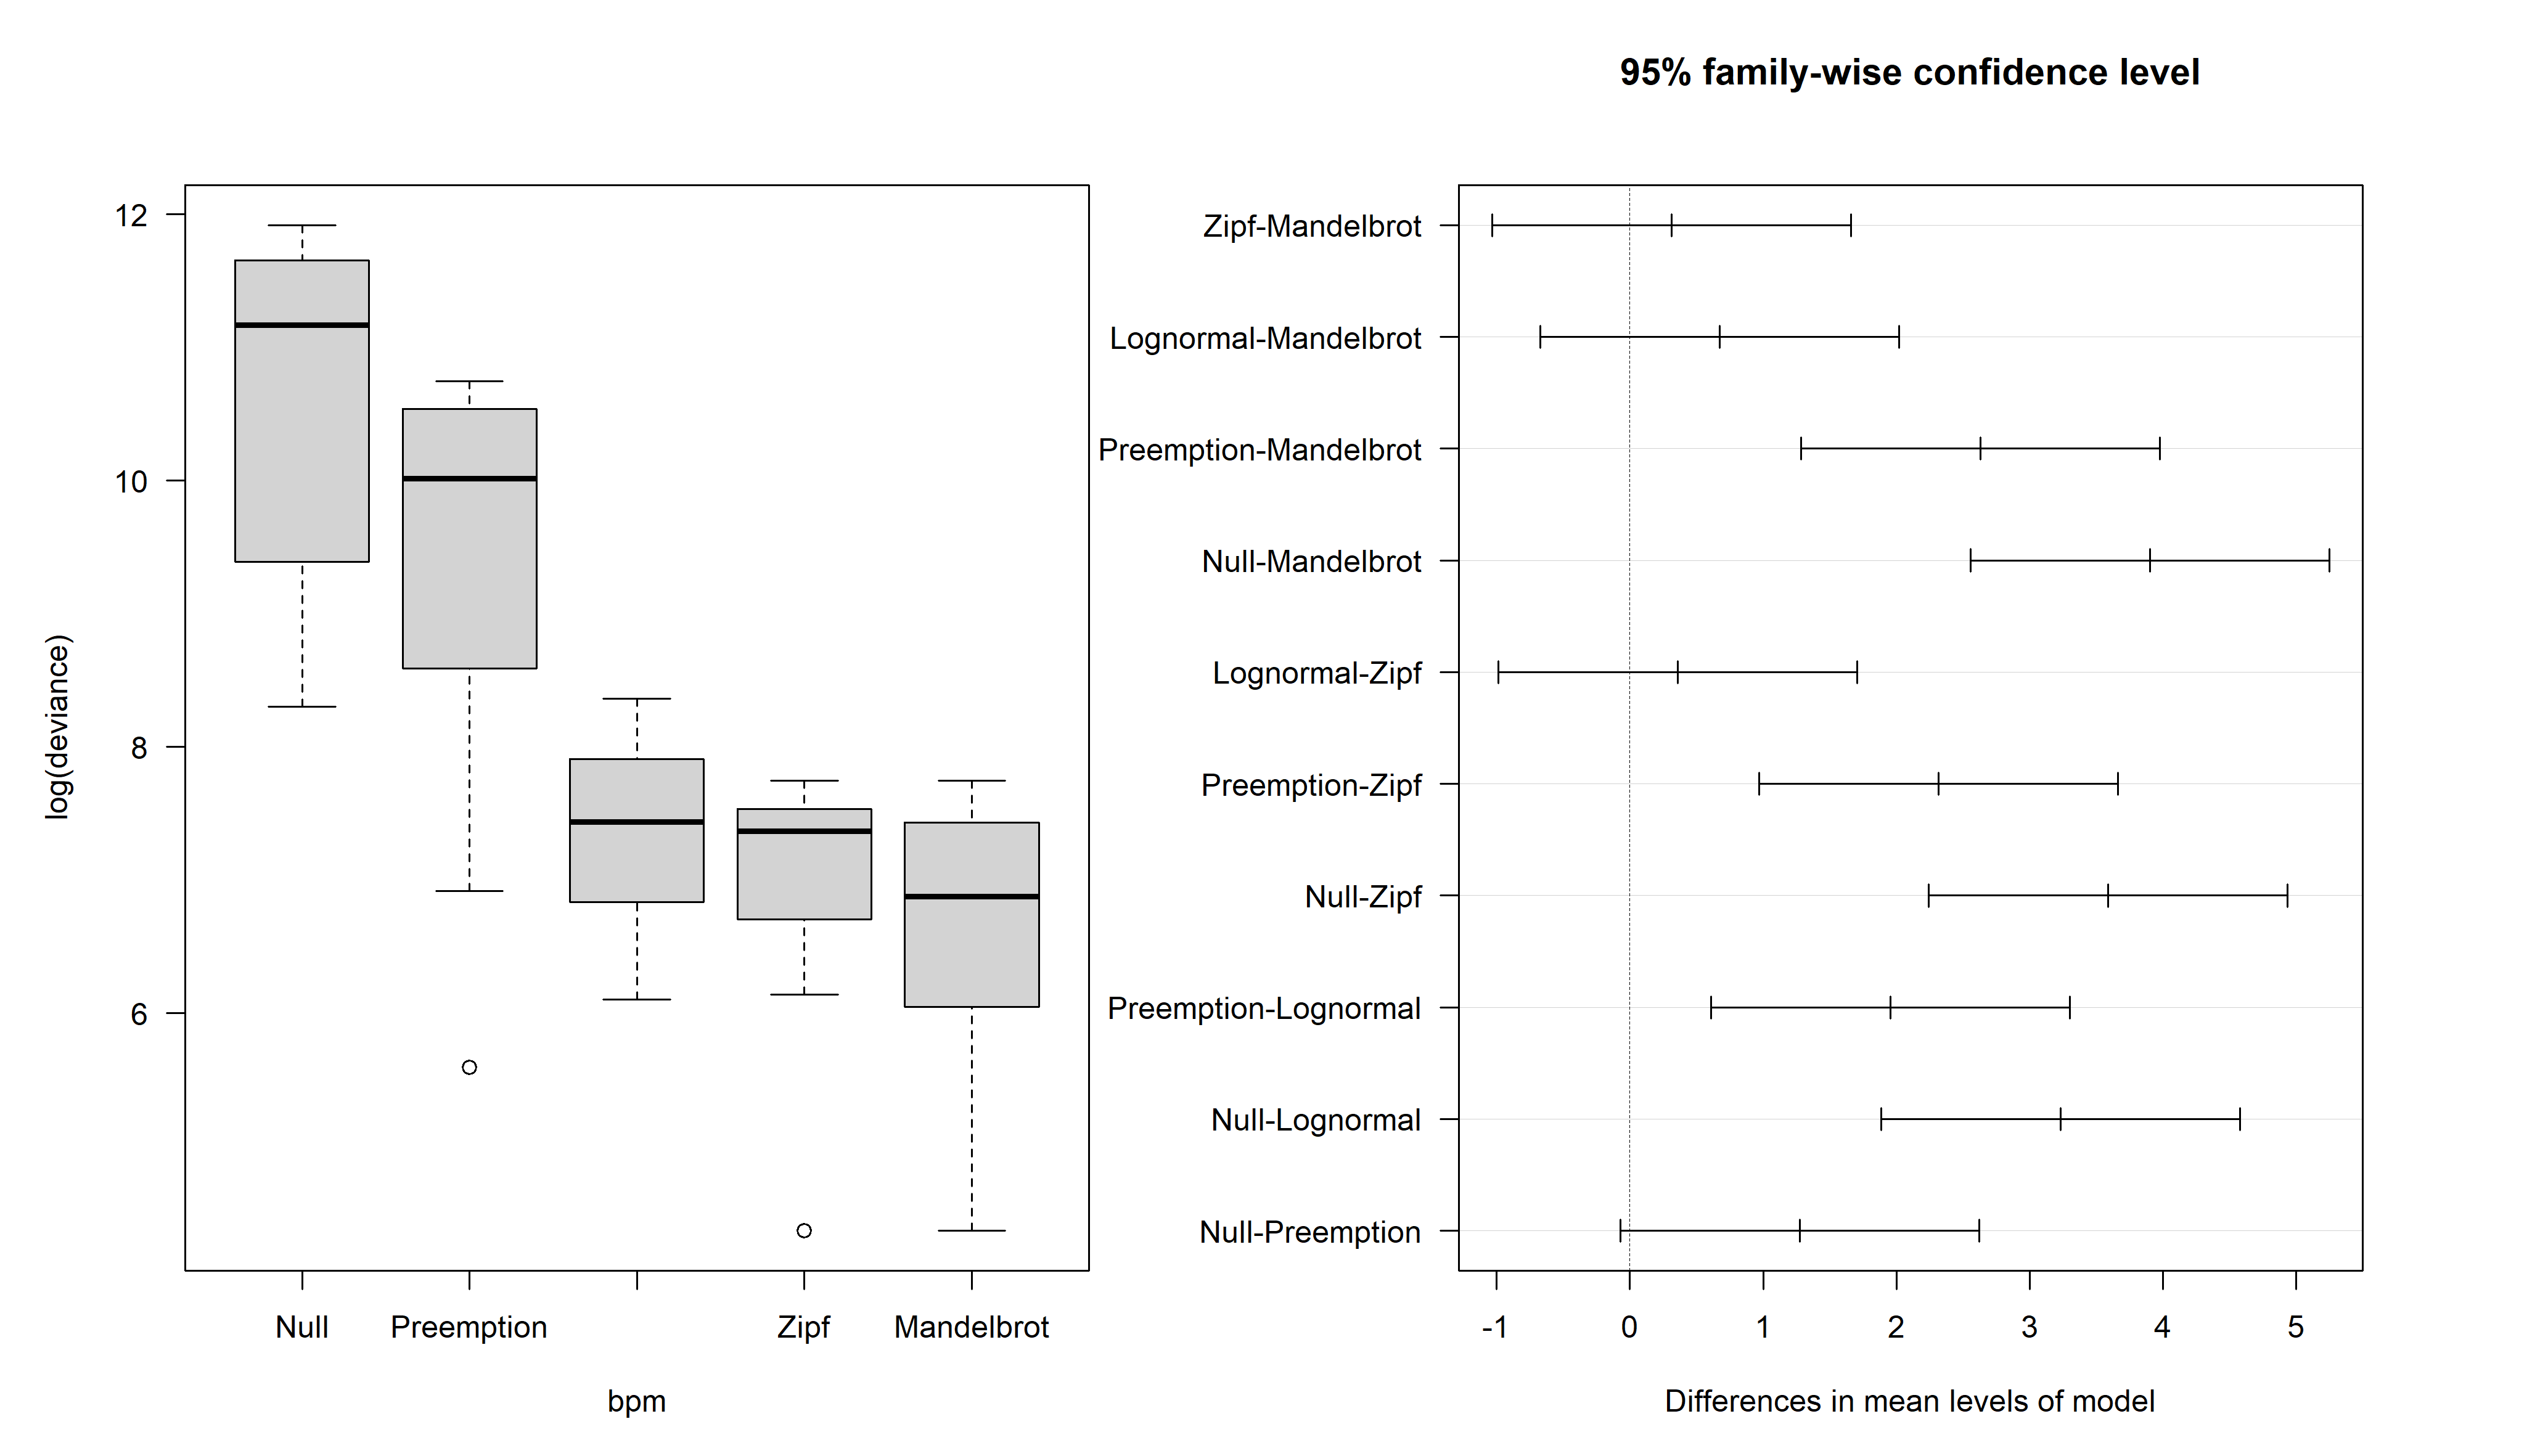 95% family-wise confidence level
12
10
8
6
log(deviance)
Null Preemption Zipf Mandelbrot
bpm
Zipf-Mandelbrot
Lognormal-Mandelbrot
Preemption-Mandelbrot
Null-Mandelbrot
Lognormal-Zipf
Preemption-Zipf
Null-Zipf
Preemption-Lognormal
Null-Lognormal
Null-Preemption
-1 0 1 2 3 4 5
Differences in mean levels of model